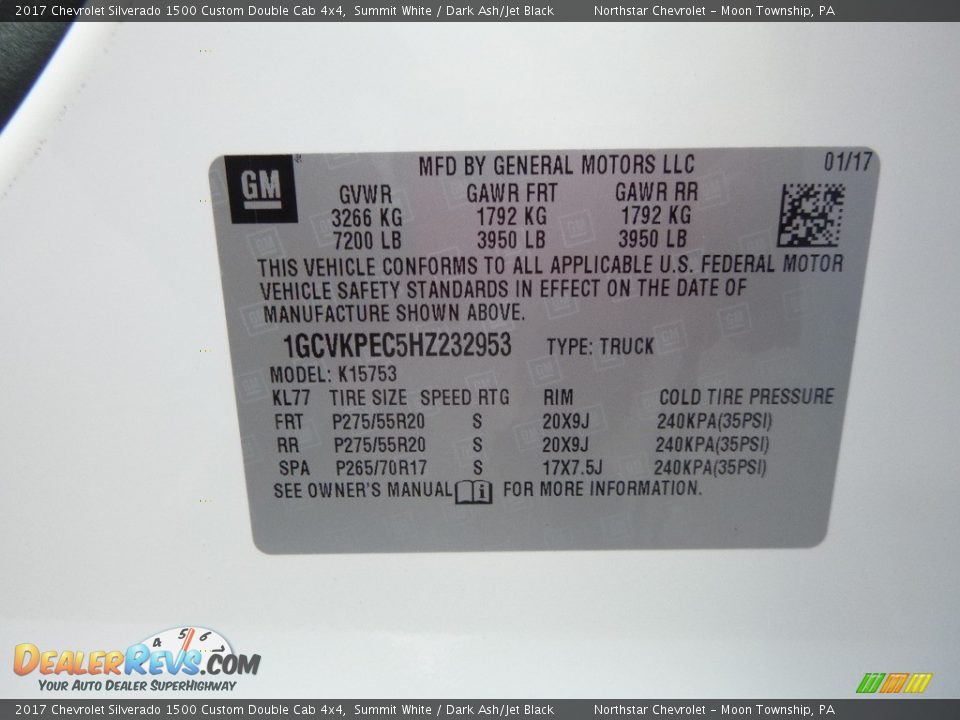 2017 Chevrolet Silverado 1500 Custom Double Cab 4x4, Summit White / Dark Ash/Jet Black Northstar Chevrolet – Moon Township, PA
GM
MFD BY GENERAL MOTORS LLC 01/17
GVWR GAWR FRT GAWR RR
3266 KG 1792 KG 1792 KG
7200 LB 3950 LB 3950 LB
THIS VEHICLE CONFORMS TO ALL APPLICABLE U.S. FEDERAL MOTOR
VEHICLE SAFETY STANDARDS IN EFFECT ON THE DATE OF
MANUFACTURE SHOWN ABOVE.
1GCVKPEC5HZ232953 TYPE: TRUCK
MODEL: K15753
KL77 TIRE SIZE SPEED RTG RIM COLD TIRE PRESSURE
FRT P275/55R20 S 20X9J 240KPA(35PSI)
RR P275/55R20 S 20X9J 240KPA(35PSI)
SPA P265/70R17 S 17X7.5J 240KPA(35PSI)
SEE OWNER'S MANUAL i FOR MORE INFORMATION.
4 5 6 7
DEALERREVS.COM
YOUR AUTO DEALER SUPERHIGHWAY
2017 Chevrolet Silverado 1500 Custom Double Cab 4x4, Summit White / Dark Ash/Jet Black Northstar Chevrolet – Moon Township, PA